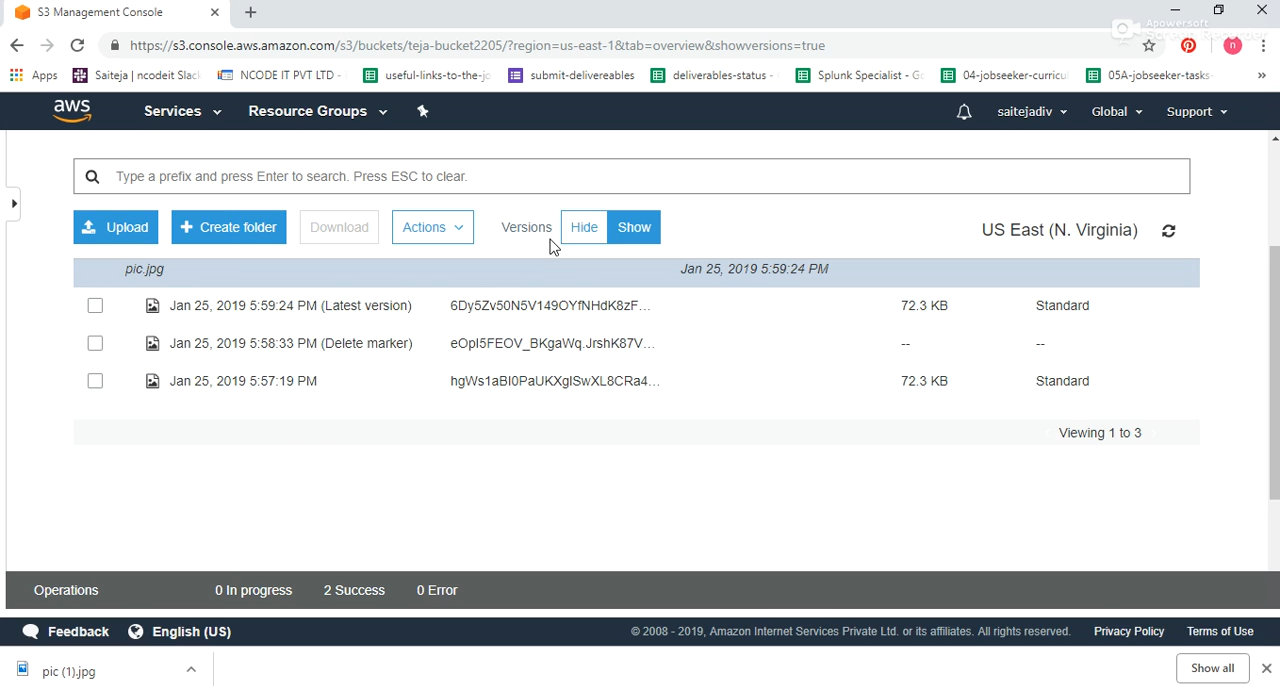 S3 Management Console
Apowersoft
Screen Recorder
https://s3.console.aws.amazon.com/s3/buckets/teja-bucket2205/?region=us-east-1&tab=overview&showversions=true
n
Apps Saiteja | ncodeit Slac NCODE IT PVT LTD - useful-links-to-the-jo submit-delivereables deliverables-status - Splunk Specialist - Go 04-jobseeker-curricu 05A-jobseeker-tasks- »
aws Services Resource Groups saitejadiv Global Support
Type a prefix and press Enter to search. Press ESC to clear.
Upload + Create folder Download Actions Versions Hide Show US East (N. Virginia)
pic.jpg Jan 25, 2019 5:59:24 PM
Jan 25, 2019 5:59:24 PM (Latest version) 6Dy5Zv50N5V149OYfNHdK8zF... 72.3 KB Standard
Jan 25, 2019 5:58:33 PM (Delete marker) eOpl5FEOV_BKgaWq.JrshK87V... -- --
Jan 25, 2019 5:57:19 PM hgWs1aBI0PaUKXgISwXL8CRa4... 72.3 KB Standard
Viewing 1 to 3
Operations 0 In progress 2 Success 0 Error
Feedback English (US) © 2008 - 2019, Amazon Internet Services Private Ltd. or its affiliates. All rights reserved. Privacy Policy Terms of Use
pic (1).jpg Show all